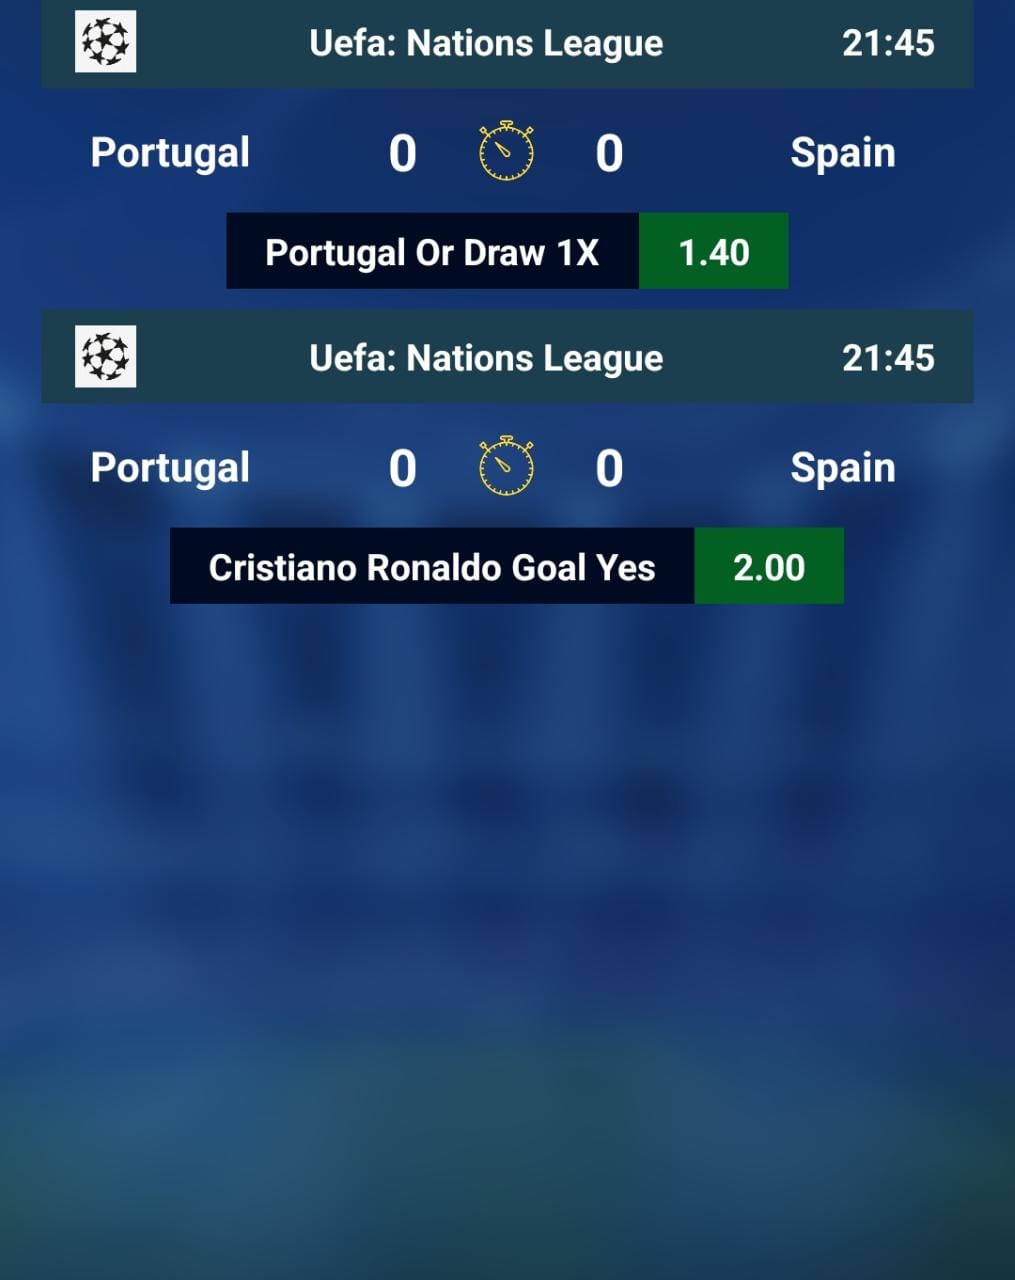 Uefa: Nations League 21:45
Portugal 0 0 Spain
Portugal Or Draw 1X 1.40
Uefa: Nations League 21:45
Portugal 0 0 Spain
Cristiano Ronaldo Goal Yes 2.00